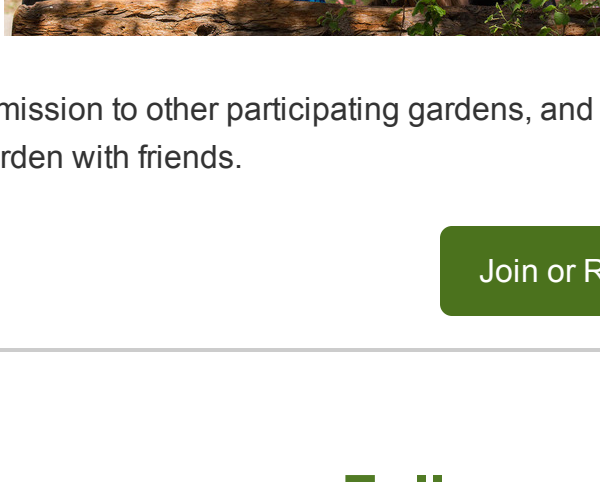 mission to other participating gardens, and
rden with friends.
Join or R